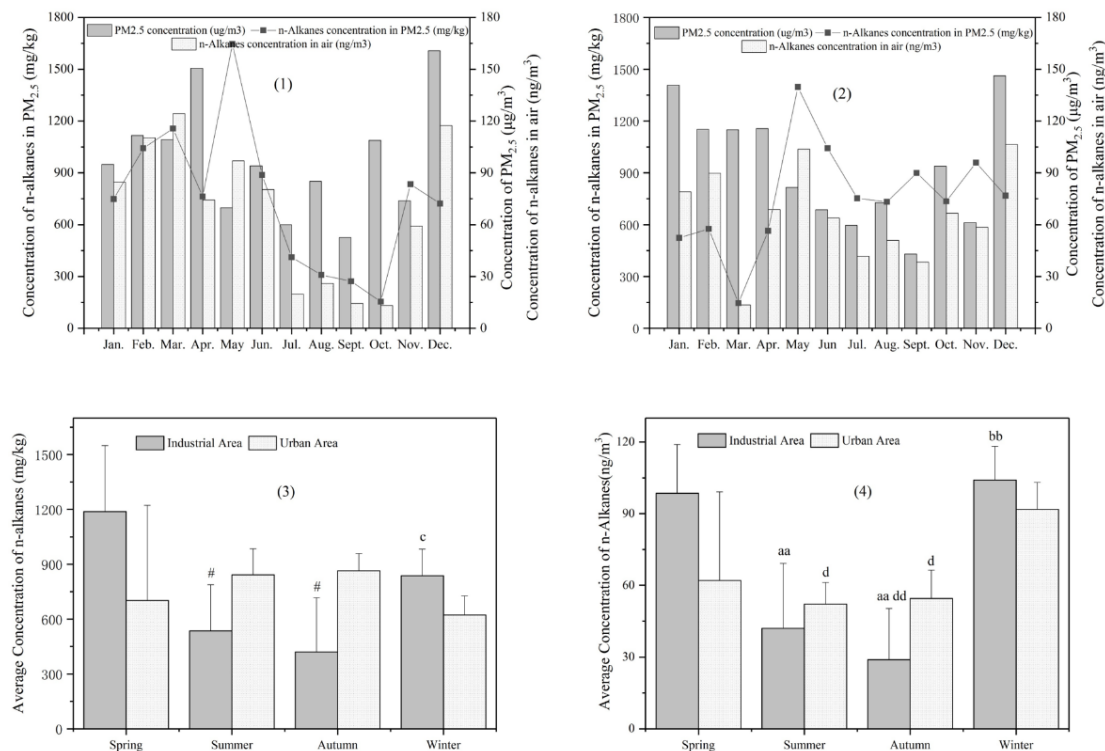 PM2.5 concentration (ug/m3) n-Alkanes concentration in PM2.5 (mg/kg)
n-Alkanes concentration in air (ng/m3)
(1)
Concentration of n-alkanes in PM2.5 (mg/kg)
1800
1500
1200
900
600
300
0
180
150
120
90
60
30
0
Concentration of PM2.5 (μg/m3)
Concentration of n-alkanes in air (ng/m3)
Jan. Feb. Mar. Apr. May Jun. Jul. Aug. Sept. Oct. Nov. Dec.
PM2.5 concentration (ug/m3) n-Alkanes concentration in PM2.5 (mg/kg)
n-Alkanes concentration in air (ng/m3)
(2)
Concentration of n-alkanes in PM2.5 (mg/kg)
1800
1500
1200
900
600
300
0
180
150
120
90
60
30
0
Concentration of PM2.5 (μg/m3)
Concentration of n-alkanes in air (ng/m3)
Jan. Feb. Mar. Apr. May Jun Jul. Aug. Sept. Oct. Nov. Dec.
Industrial Area Urban Area
(3)
Average Concentration of n-alkanes (mg/kg)
1500
1200
900
600
300
0
# # c
Spring Summer Autumn Winter
Industrial Area Urban Area
(4)
Average Concentration of n-Alkanes(ng/m3)
120
90
60
30
0
aa d aa dd d bb
Spring Summer Autumn Winter